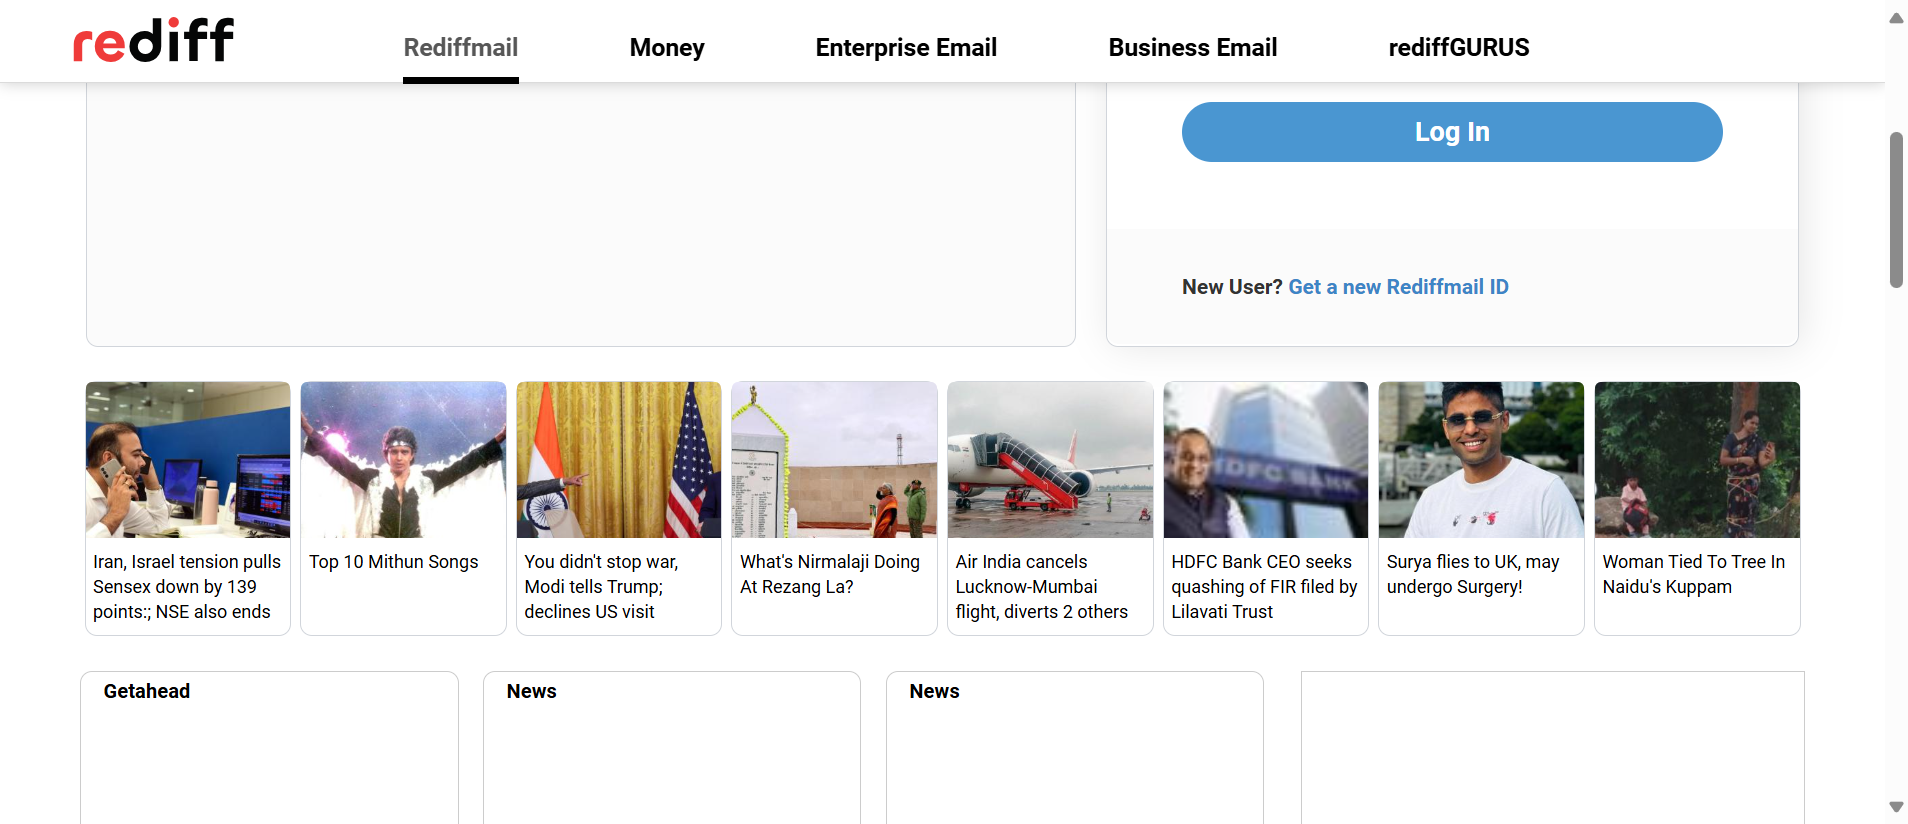 rediff
Rediffmail
Money
Enterprise Email
Business Email
rediffGURUS
Log In
New User? Get a new Rediffmail ID
HDFC BANK
Iran, Israel tension pulls
Sensex down by 139
points:; NSE also ends
Top 10 Mithun Songs
You didn't stop war,
Modi tells Trump;
declines US visit
What's Nirmalaji Doing
At Rezang La?
Air India cancels
Lucknow-Mumbai
flight, diverts 2 others
HDFC Bank CEO seeks
quashing of FIR filed by
Lilavati Trust
Surya flies to UK, may
undergo Surgery!
Woman Tied To Tree In
Naidu's Kuppam
Getahead
News
News